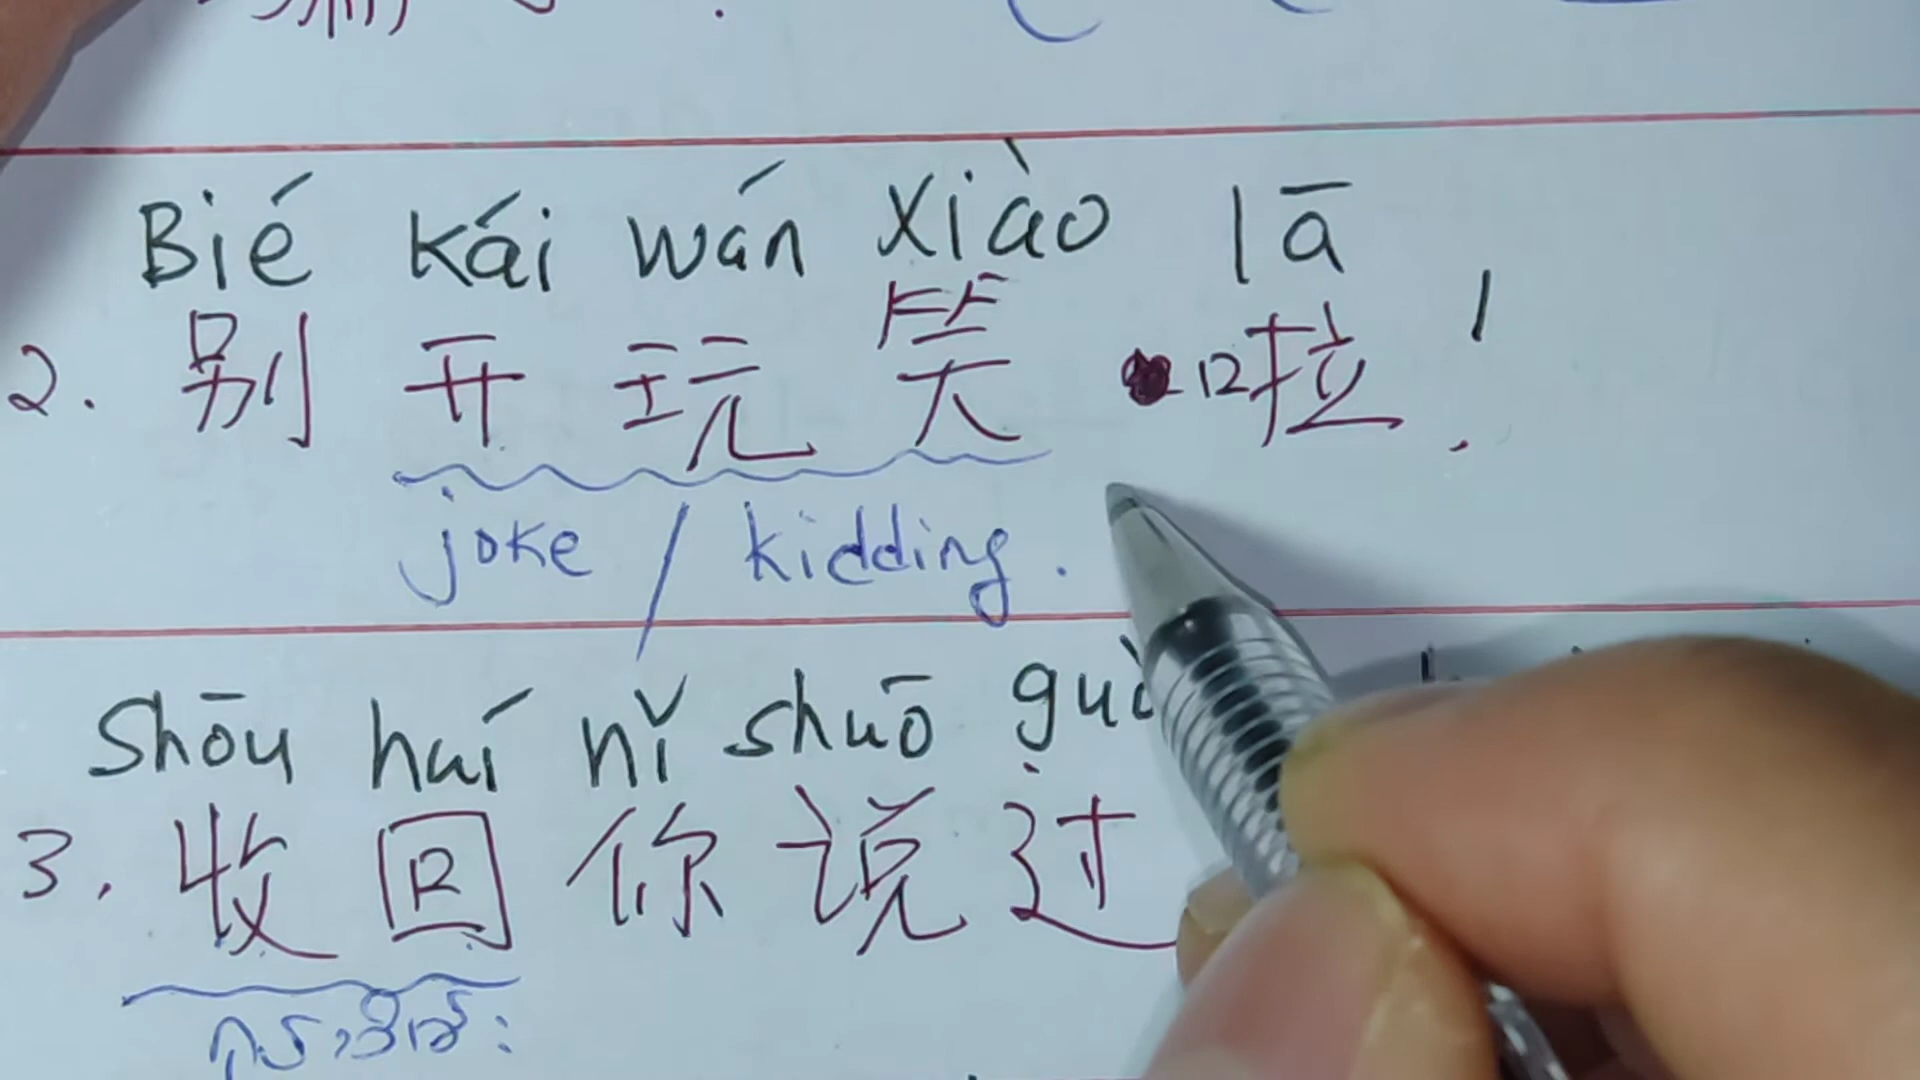 Bié kái wán xiào lā
2. 别 开 玩 笑 啦 !
joke / kidding.
Shōu huí nǐ shuō
3. 收 回 你 说 过